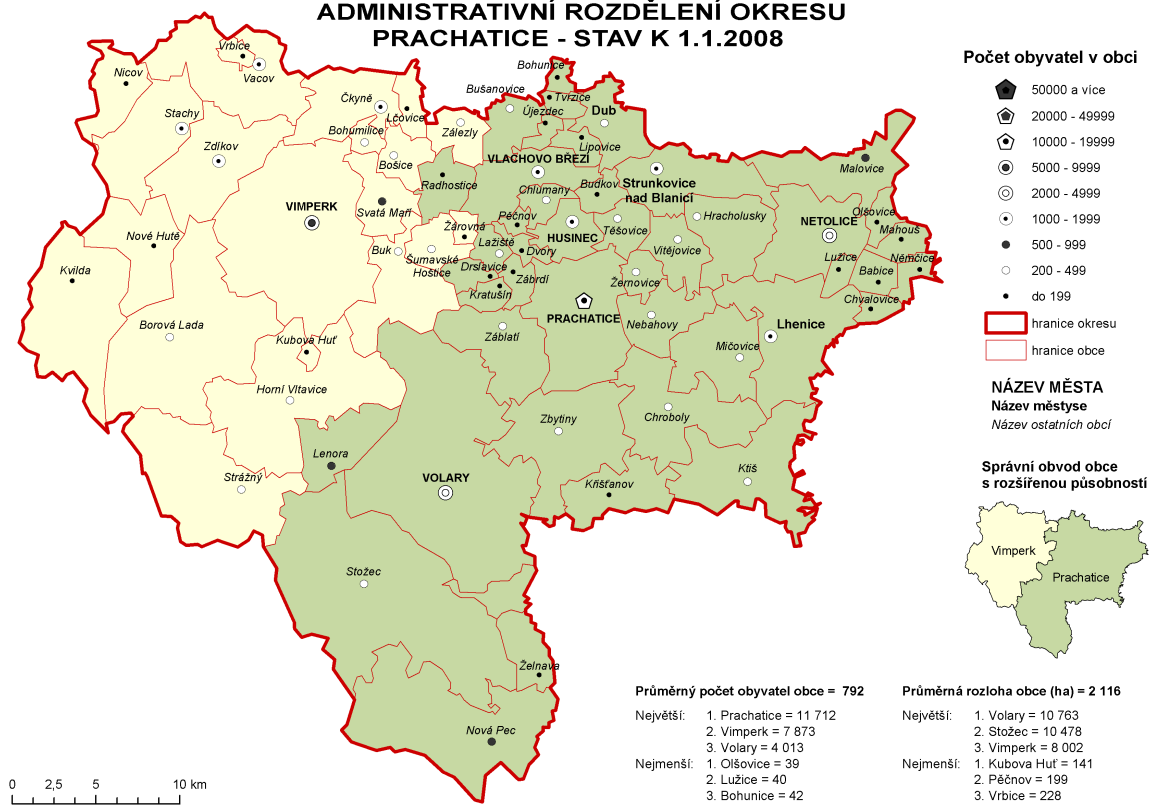 ADMINISTRATIVNÍ ROZDĚLENÍ OKRESU
PRACHATICE - STAV K 1.1.2008
Vrbice
Vacov
Nicov
Stachy
Zdíkov
Čkyně
Lčovice
Bohumilice
Bošice
Zálezly
VIMPERK
Svatá Maří
Nové Hutě
Buk
Šumavské
Hoštice
Žárovná
Kvilda
Borová Lada
Kubova Huť
Horní Vltavice
Strážný
Bohunice
Bušanovice
Tvrzice
Újezdec
Dub
Lipovice
VLACHOVO BŘEZÍ
Radhostice
Chlumany
Budkov
Strunkovice
nad Blanicí
Malovice
Pěčnov
HUSINEC
Těšovice
Hracholusky
NETOLICE
Olšovice
Mahouš
Lažiště
Dvory
Vitějovice
Drslavice
Zábrdí
Kratušín
Žernovice
Lužice
Babice
Němčice
Chvalovice
PRACHATICE
Nebahovy
Lhenice
Mičovice
Záblatí
Zbytiny
Chroboly
Lenora
VOLARY
Křišťanov
Ktiš
Stožec
Želnava
Nová Pec
Počet obyvatel v obci
50000 a více
20000 - 49999
10000 - 19999
5000 - 9999
2000 - 4999
1000 - 1999
500 - 999
200 - 499
do 199
hranice okresu
hranice obce
NÁZEV MĚSTA
Název městyse
Název ostatních obcí
Správní obvod obce
s rozšířenou působností
Vimperk
Prachatice
Průměrný počet obyvatel obce = 792
Největší: 1. Prachatice = 11 712
2. Vimperk = 7 873
3. Volary = 4 013
Nejmenší: 1. Olšovice = 39
2. Lužice = 40
3. Bohunice = 42
Průměrná rozloha obce (ha) = 2 116
Největší: 1. Volary = 10 763
2. Stožec = 10 478
3. Vimperk = 8 002
Nejmenší: 1. Kubova Huť = 141
2. Pěčnov = 199
3. Vrbice = 228
0 2,5 5 10 km